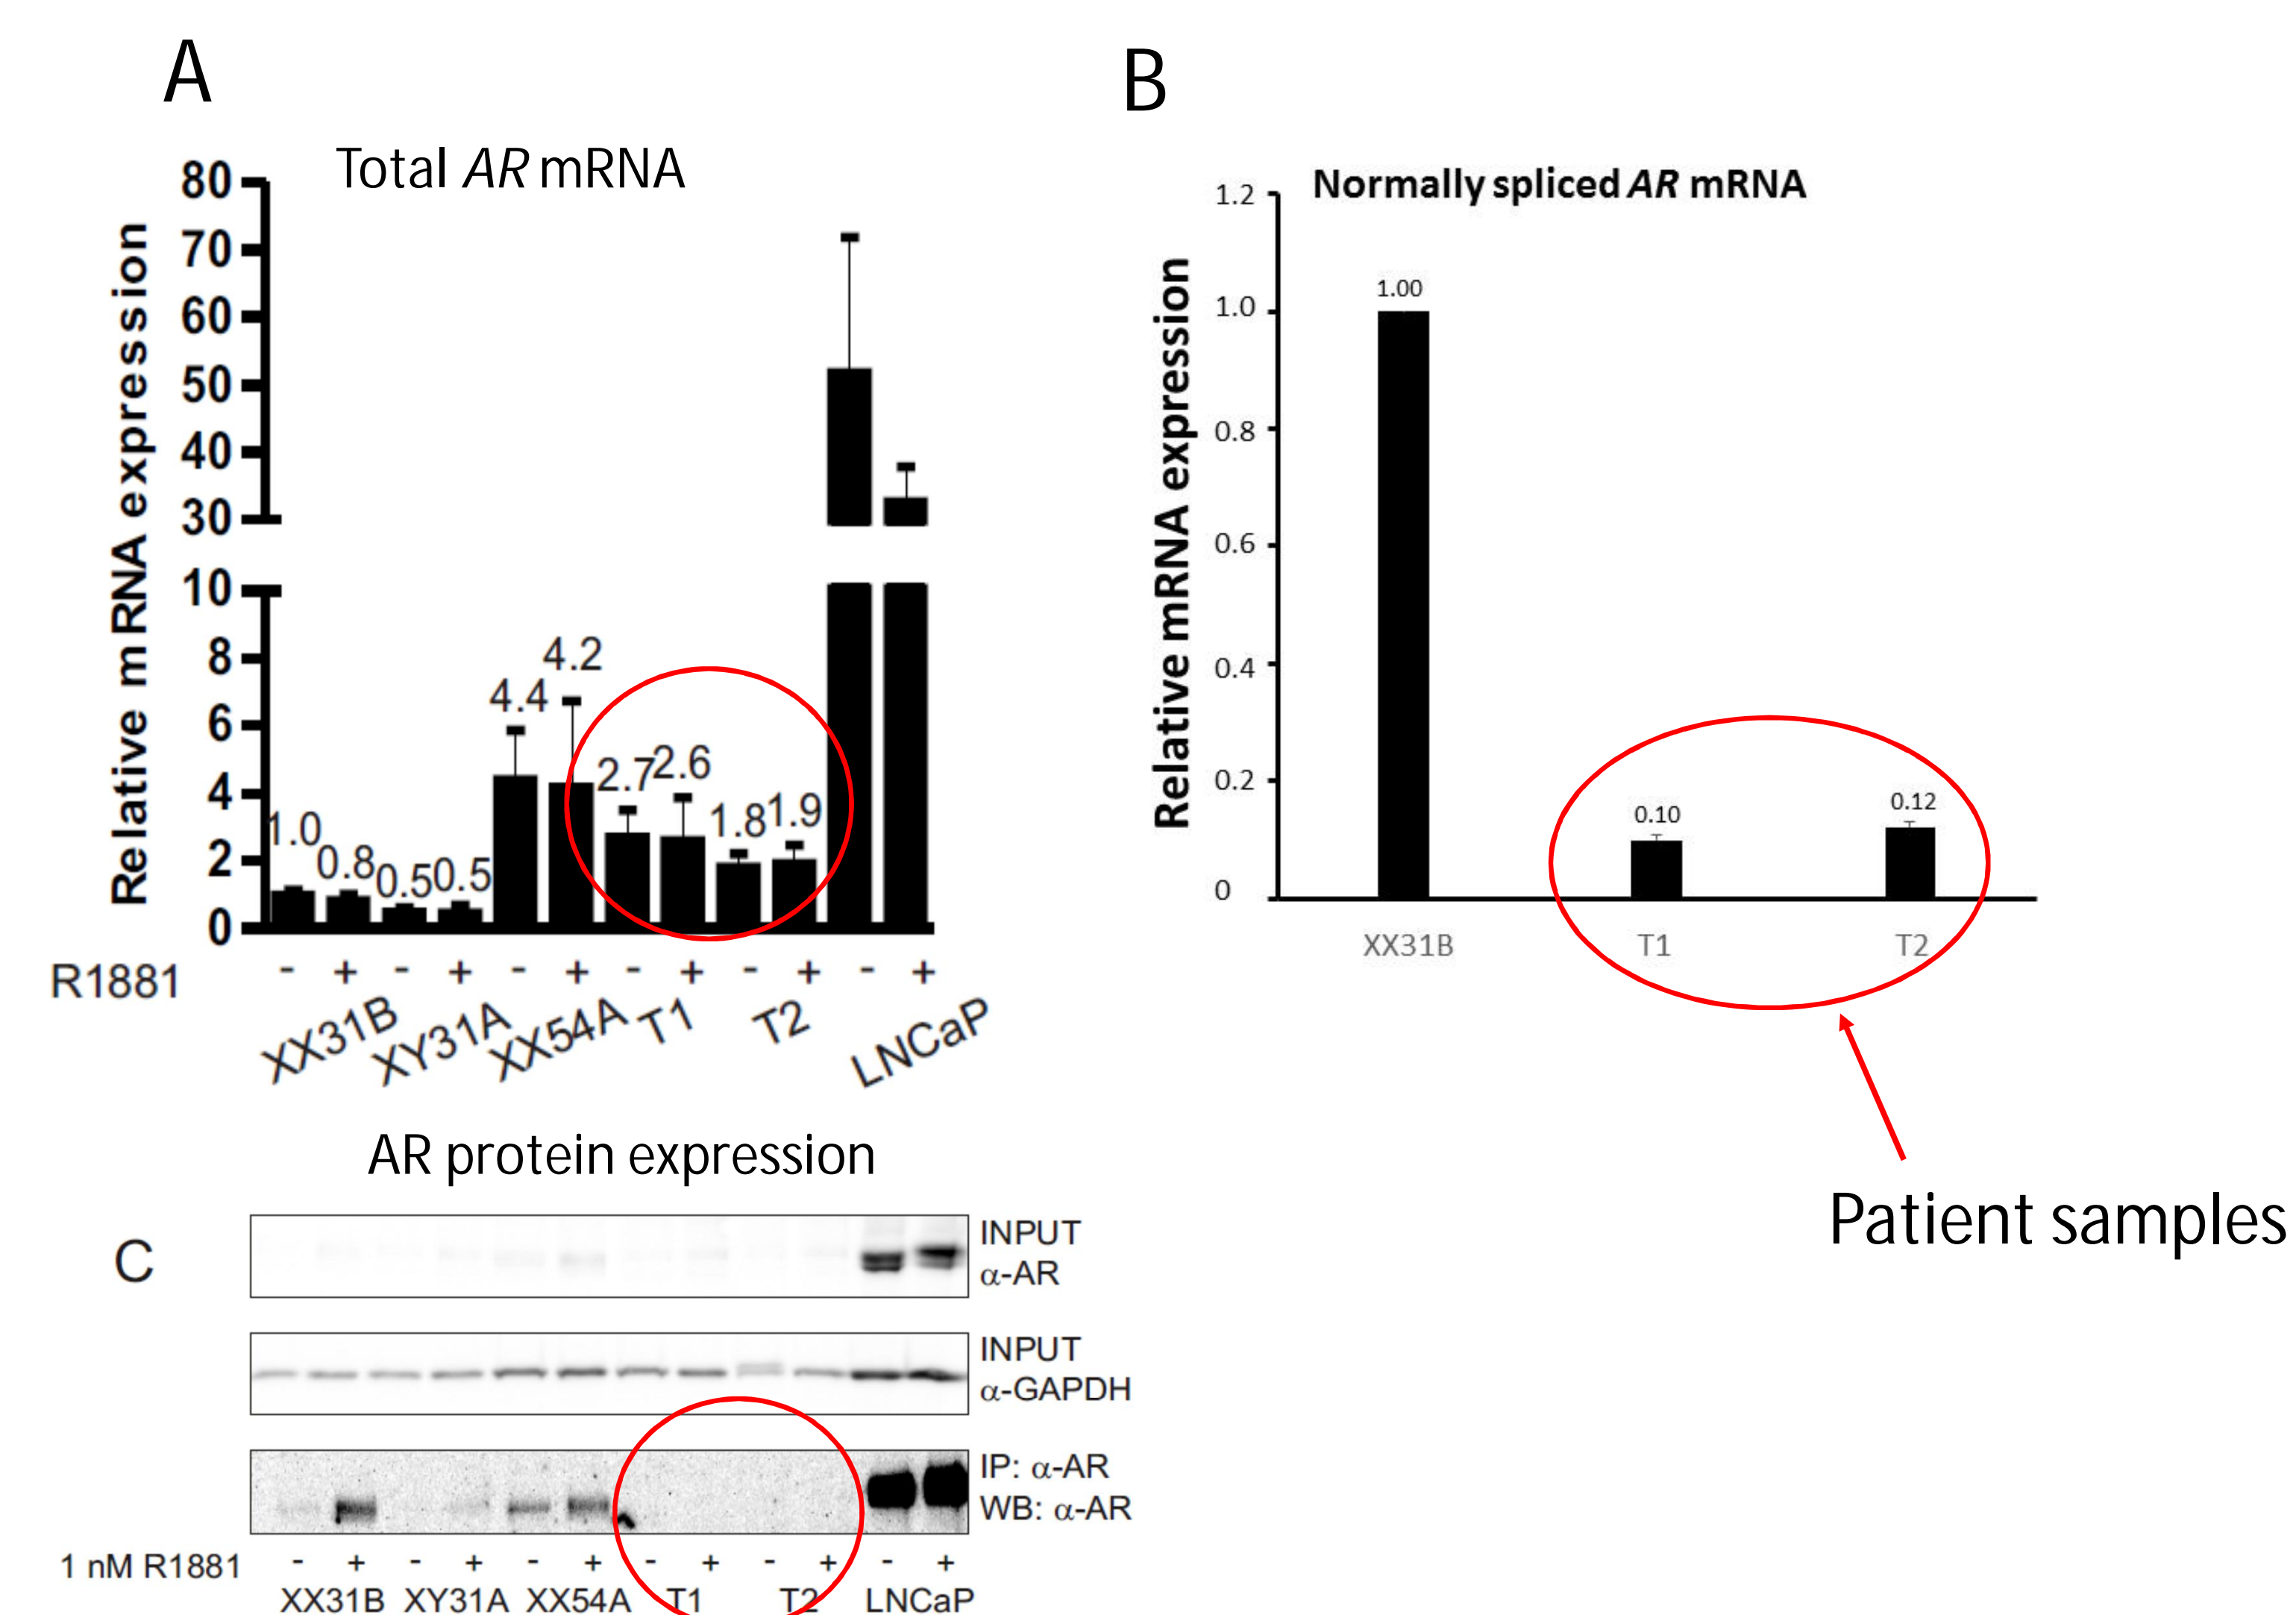 A
Total AR mRNA
Relative mRNA expression
80
70
60
50
40
30
10
8
6
4
2
0
1.0
0.8
0.5
0.5
4.4
4.2
2.7
2.6
1.8
1.9
R1881 - + - + - + - + - + - +
XX31B XY31A XX54A T1 T2 LNCaP
B
Normally spliced AR mRNA
Relative mRNA expression
1.2
1.0
0.8
0.6
0.4
0.2
0
1.00
0.10
0.12
XX31B T1 T2
Patient samples
AR protein expression
C
INPUT
α-AR
INPUT
α-GAPDH
IP: α-AR
WB: α-AR
1 nM R1881 - + - + - + - + - + - +
XX31B XY31A XX54A T1 T2 LNCaP